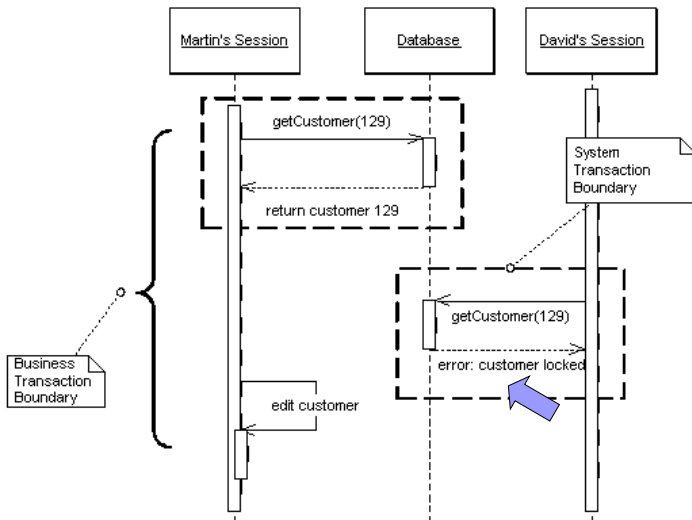 Martin's Session
Database
David's Session
getCustomer(129)
return customer 129
System
Transaction
Boundary
getCustomer(129)
error: customer locked
Business
Transaction
Boundary
edit customer